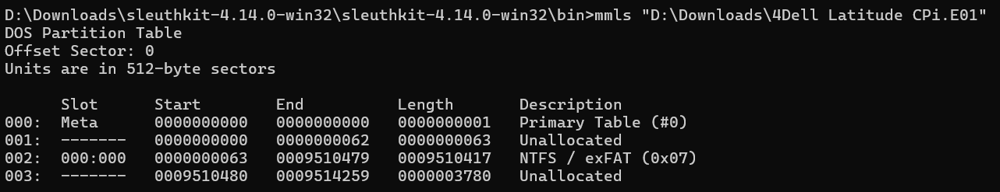 D:\Downloads\sleuthkit-4.14.0-win32\sleuthkit-4.14.0-win32\bin>mmls "D:\Downloads\4Dell Latitude CPi.E01"
DOS Partition Table
Offset Sector: 0
Units are in 512-byte sectors

      Slot      Start        End          Length       Description
000:  Meta      0000000000   0000000000   0000000001   Primary Table (#0)
001:  -------   0000000000   0000000062   0000000063   Unallocated
002:  000:000   0000000063   0009510479   0009510417   NTFS / exFAT (0x07)
003:  -------   0009510480   0009514259   0000003780   Unallocated